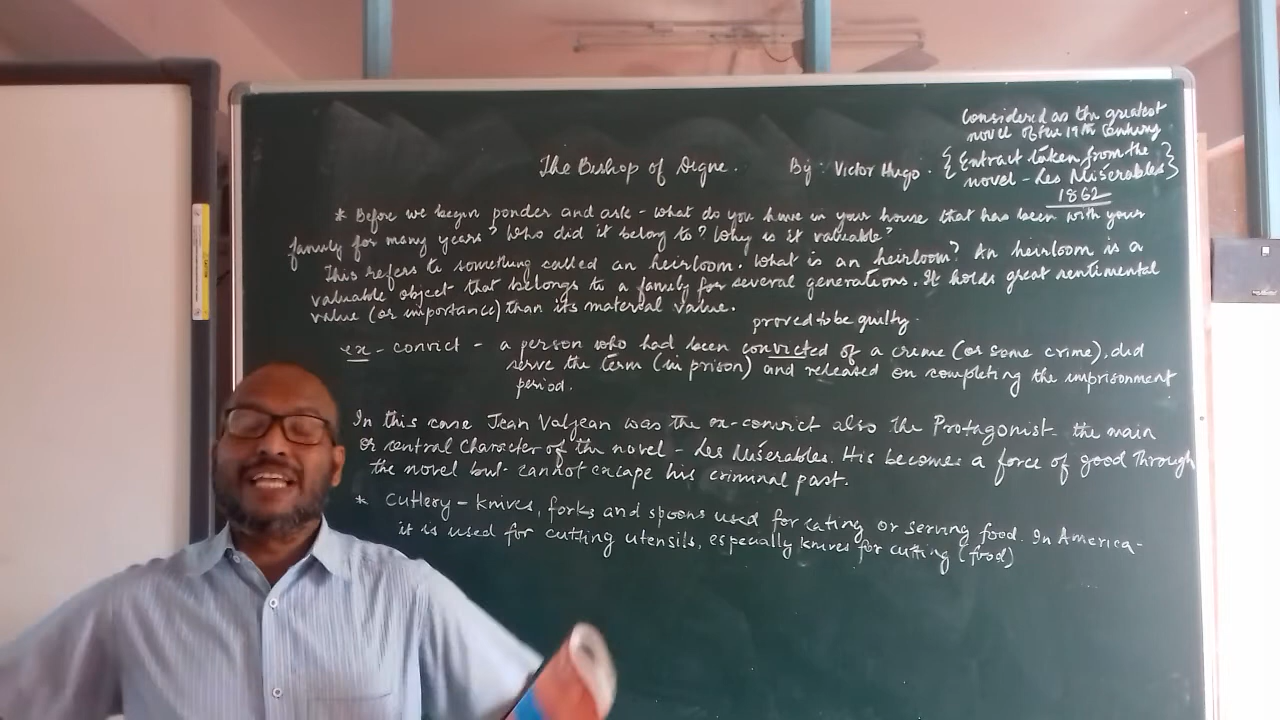 Considered as the greatest
novel of the 19th Century
The Bishop of Digne. By: Victor Hugo. { Extract taken from the
novel - Les Misérables }
1862
* Before we begin ponder and ask - what do you have in your house that has been with your
family for many years? Who did it belong to? Why is it valuable?
This refers to something called an heirloom. What is an heirloom? An heirloom is a
valuable object that belongs to a family for several generations. It holds great sentimental
value (or importance) than its material value.
proved to be guilty.
ex - convict - a person who had been convicted of a crime (or some crime), did
serve the term (in prison) and released on completing the imprisonment
period.
In this case Jean Valjean was the ex-convict also the Protagonist - the main
or central character of the novel - Les Misérables. His becomes a force of good through
the novel but cannot escape his criminal past.
* Cutlery - knives, forks and spoons used for eating or serving food. In America -
it is used for cutting utensils, especially knives for cutting (food)